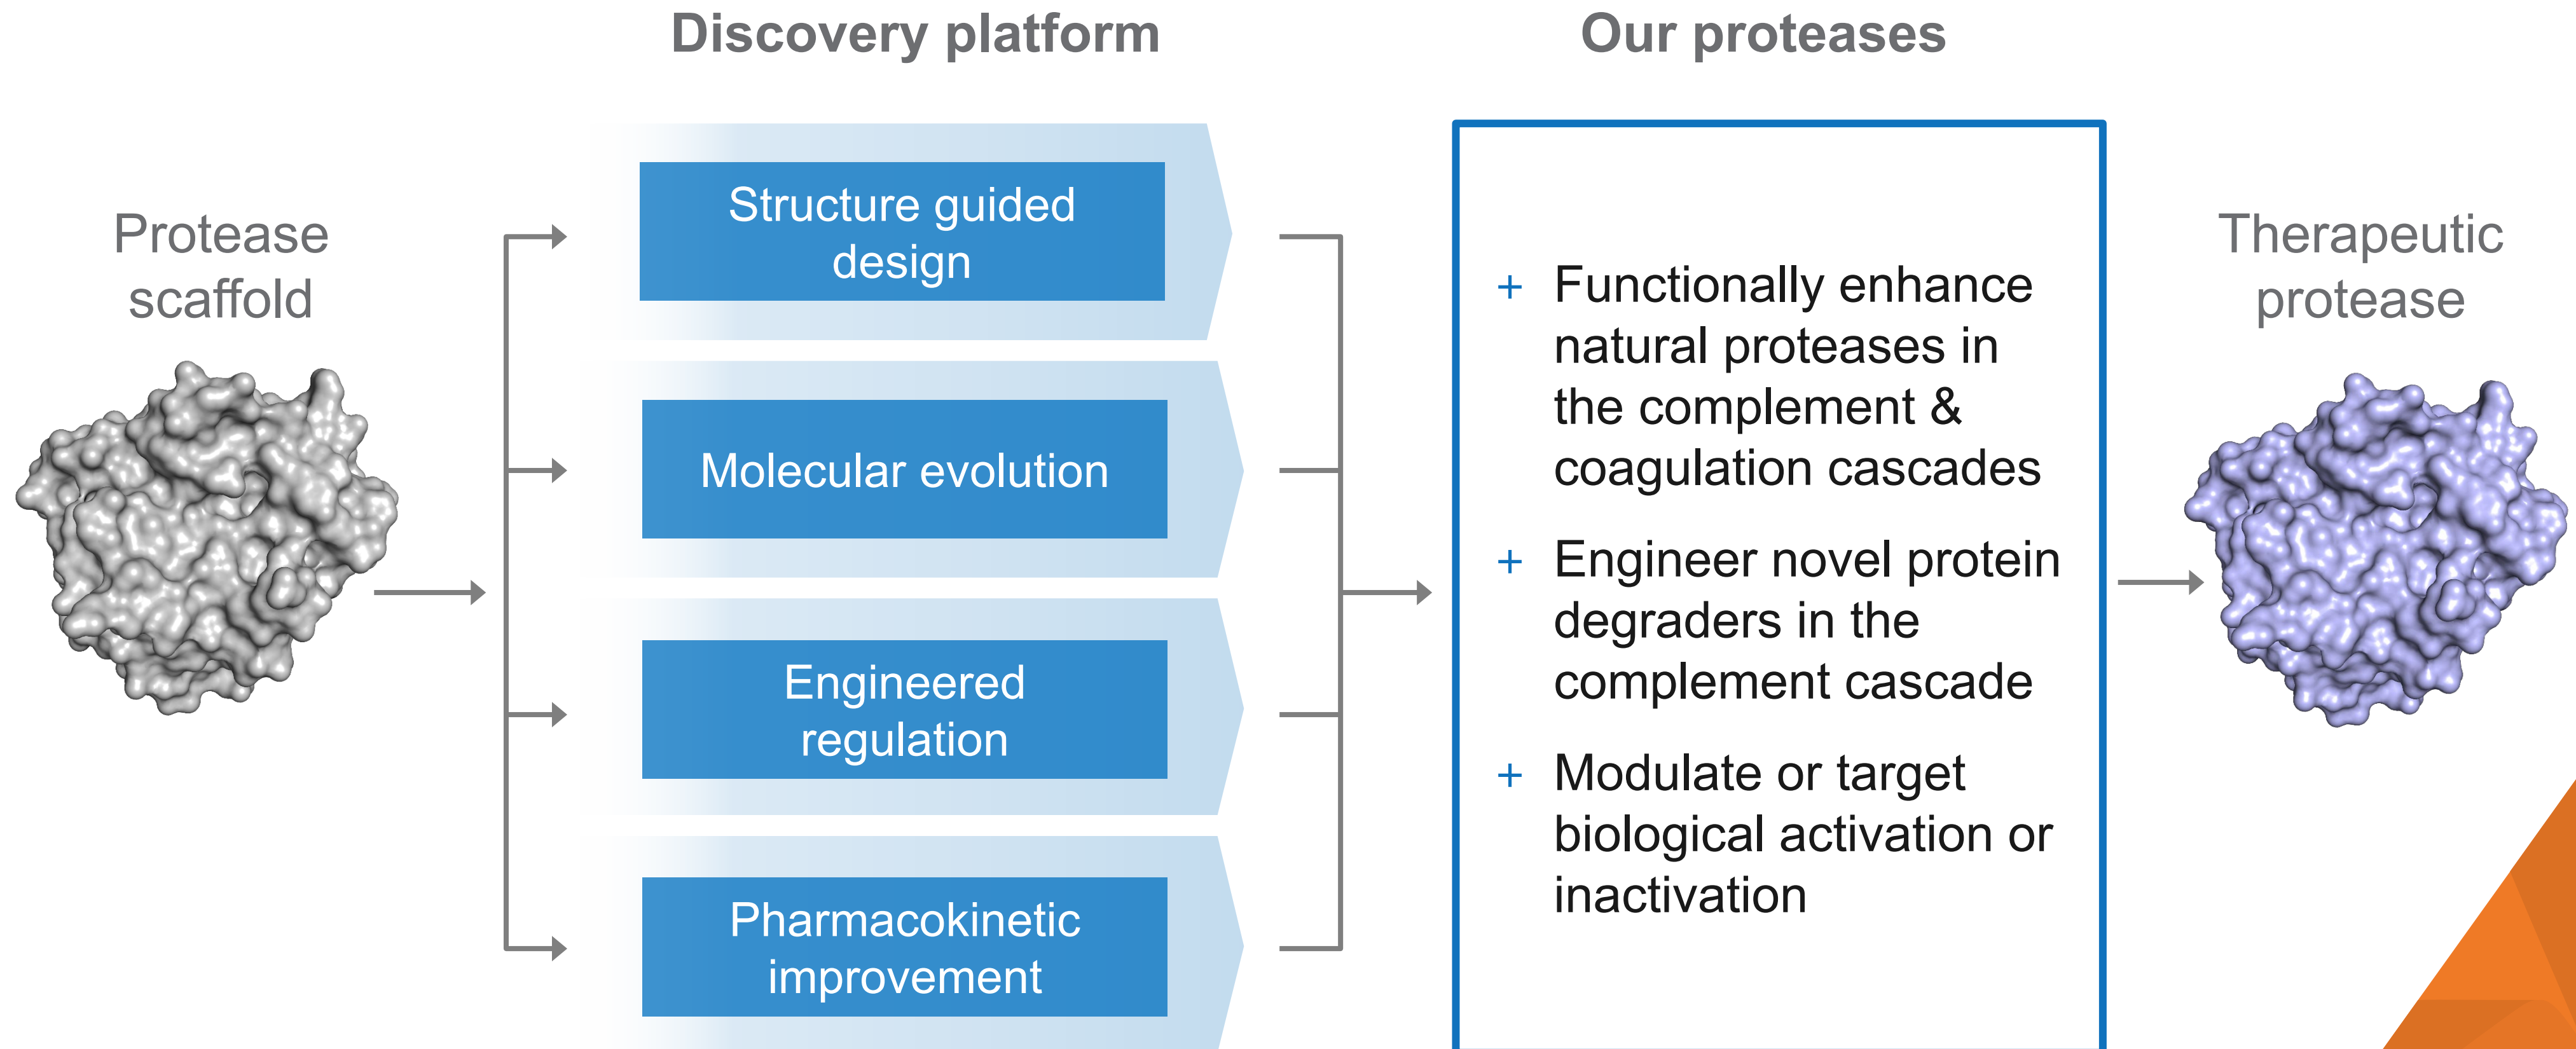 Discovery platform
Our proteases
Protease
scaffold
Structure guided
design
Molecular evolution
Engineered
regulation
Pharmacokinetic
improvement
+ Functionally enhance
natural proteases in
the complement &
coagulation cascades
+ Engineer novel protein
degraders in the
complement cascade
+ Modulate or target
biological activation or
inactivation
Therapeutic
protease